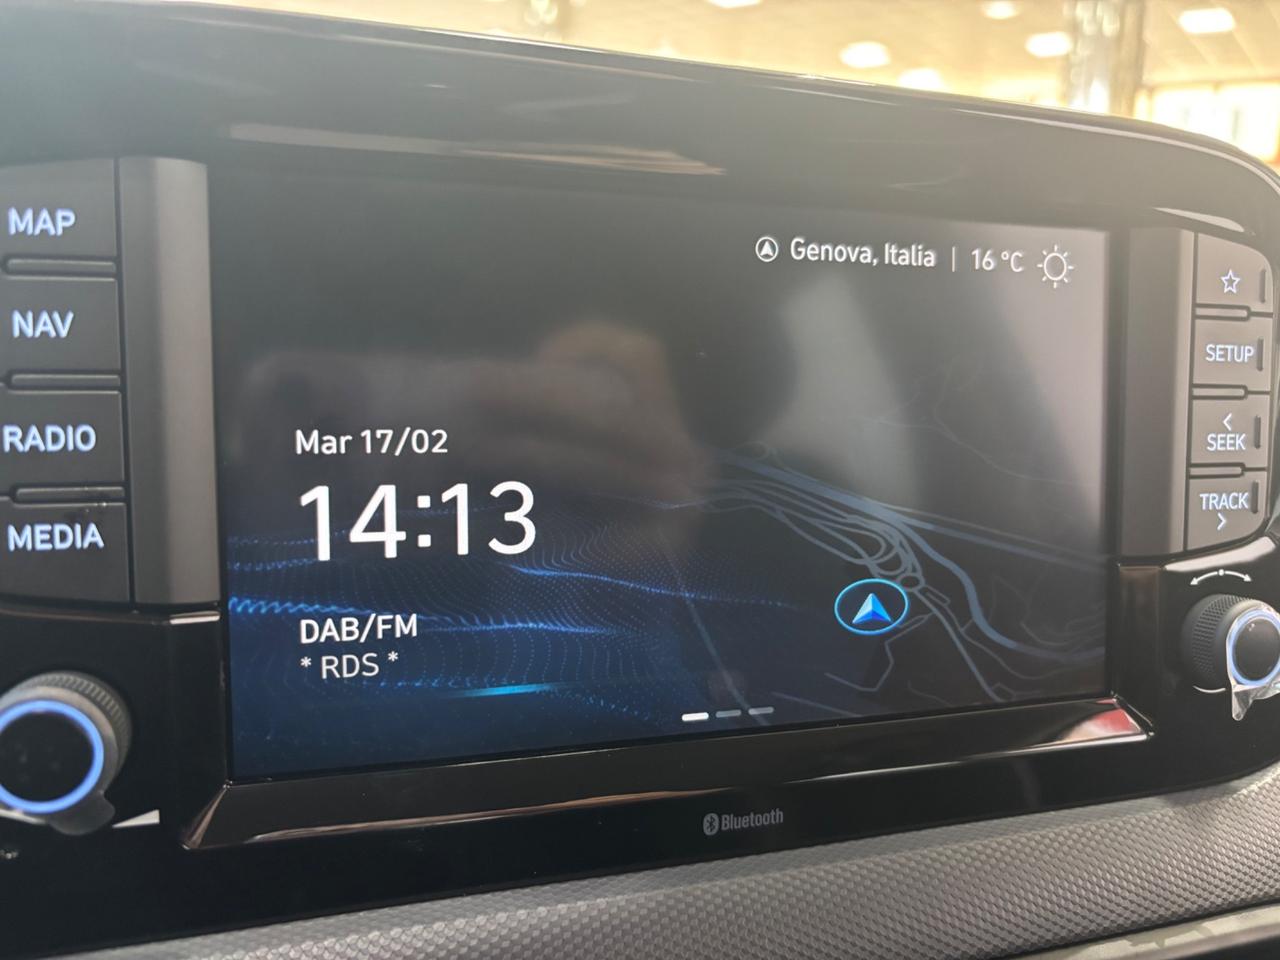 MAP
NAV
RADIO
MEDIA
Genova, Italia | 16 °C
Mar 17/02
14:13
DAB/FM
* RDS *
SETUP
<
SEEK
TRACK
>
Bluetooth